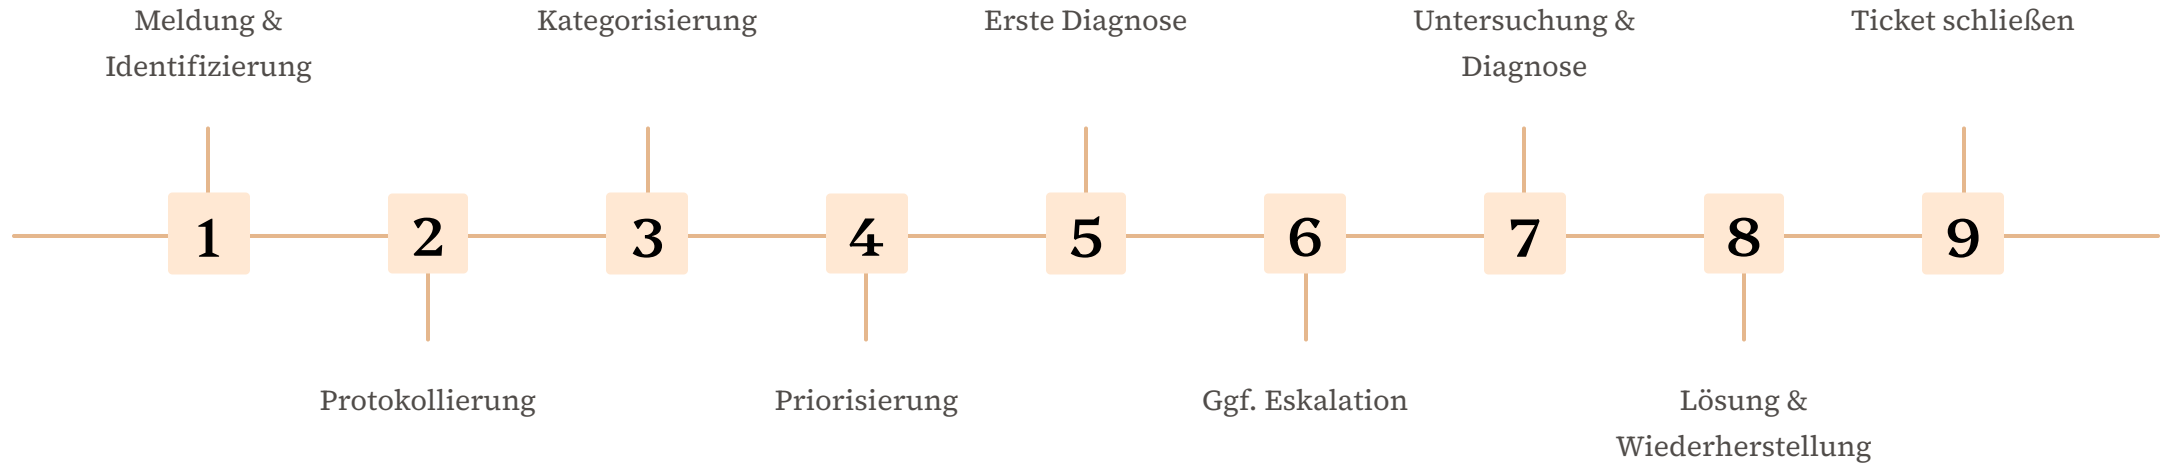 Meldung &
Identifizierung
Kategorisierung
Erste Diagnose
Untersuchung &
Diagnose
Ticket schließen
1
2
3
4
5
6
7
8
9
Protokollierung
Priorisierung
Ggf. Eskalation
Lösung &
Wiederherstellung